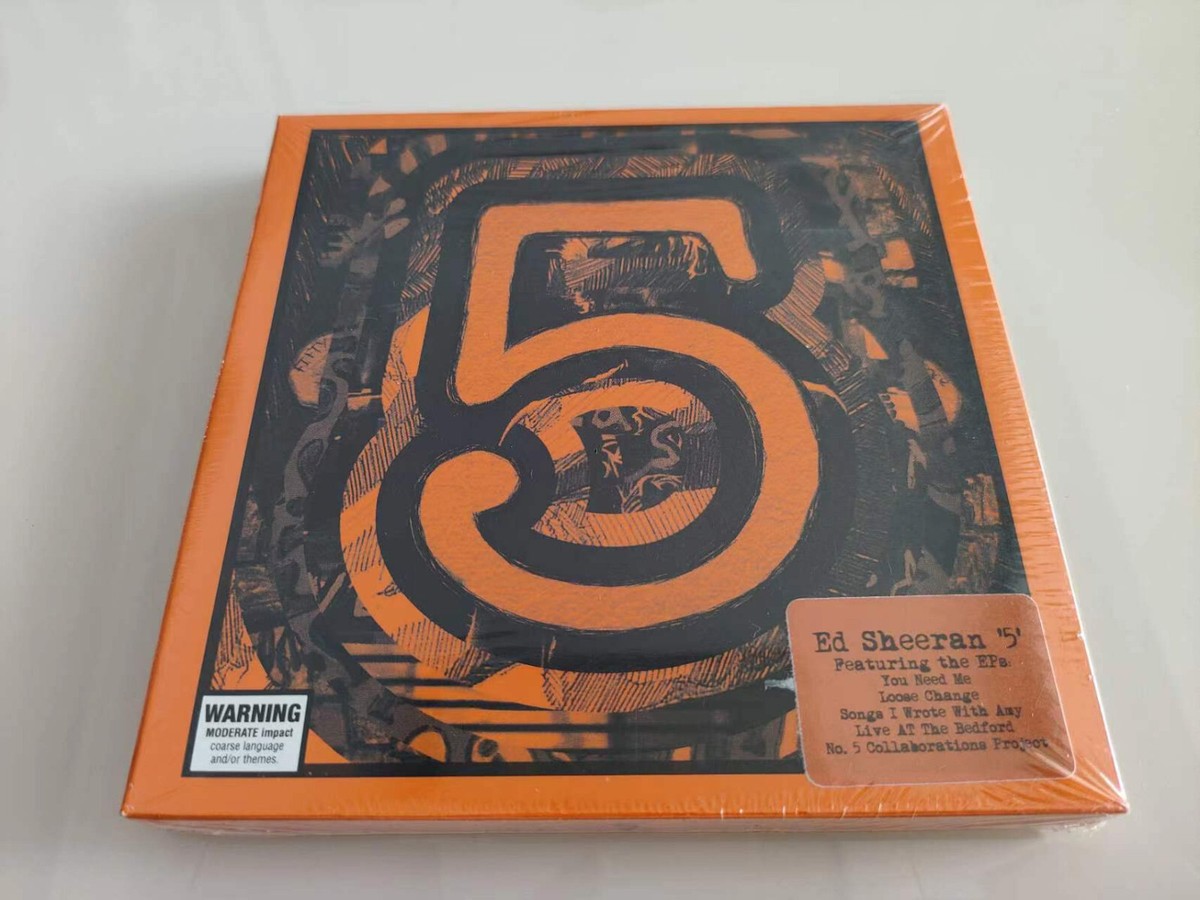 5
Ed Sheeran '5'
Featuring the EPs:
You Need Me
Loose Change
Songs I Wrote With Amy
Live AT The Bedford
No. 5 Collaborations Project
WARNING
MODERATE impact
coarse language
and/or themes.